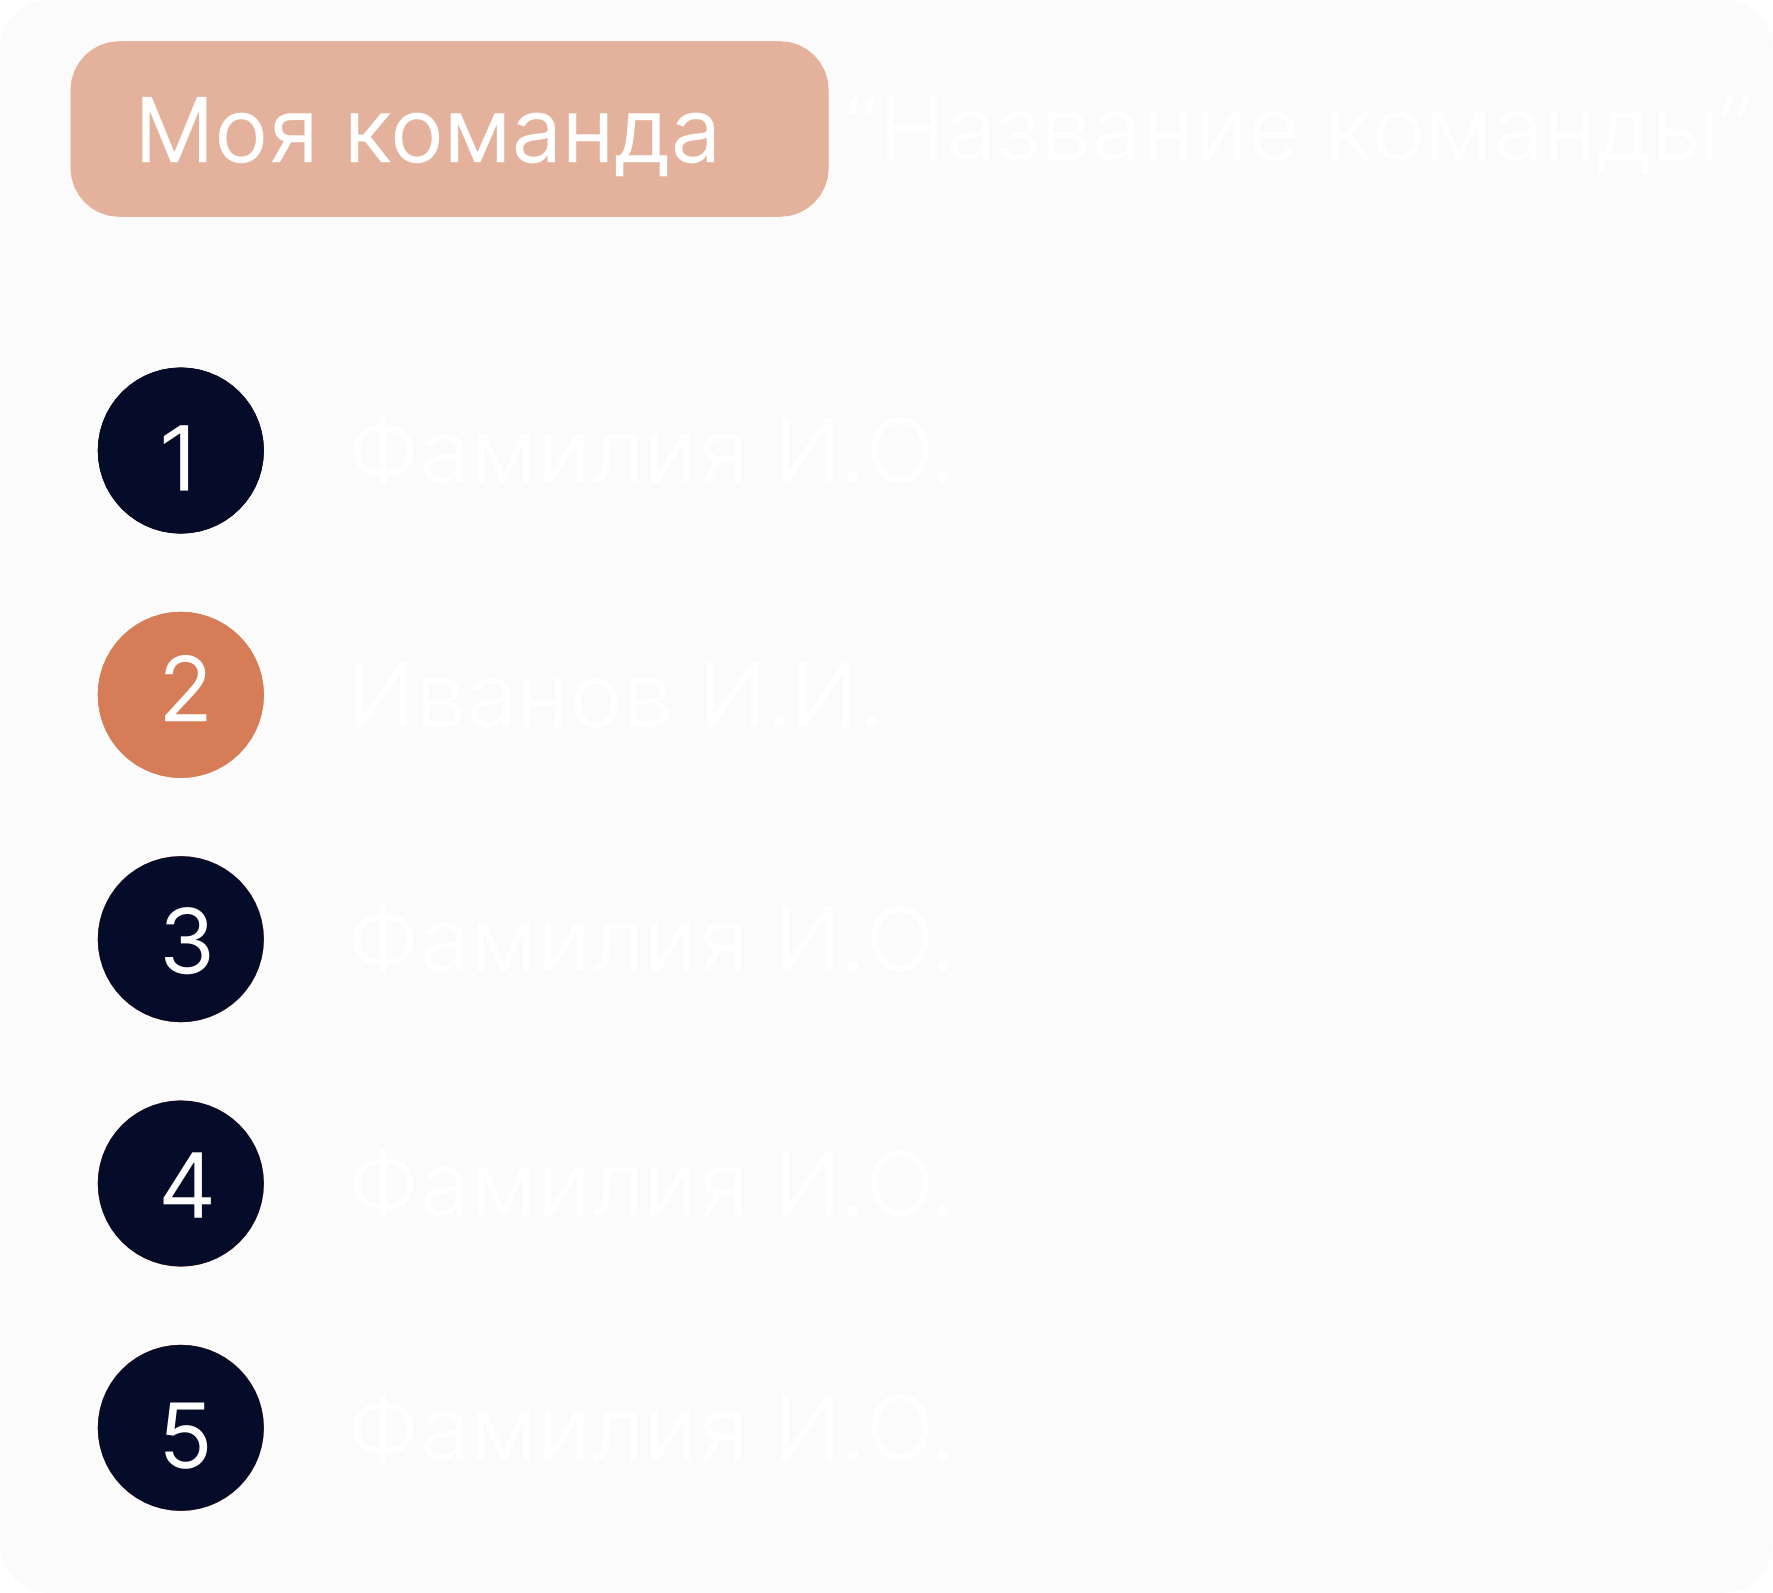 Моя команда “Название команды”
1 Фамилия И.О.
2 Иванов И.И.
3 Фамилия И.О.
4 Фамилия И.О.
5 Фамилия И.О.